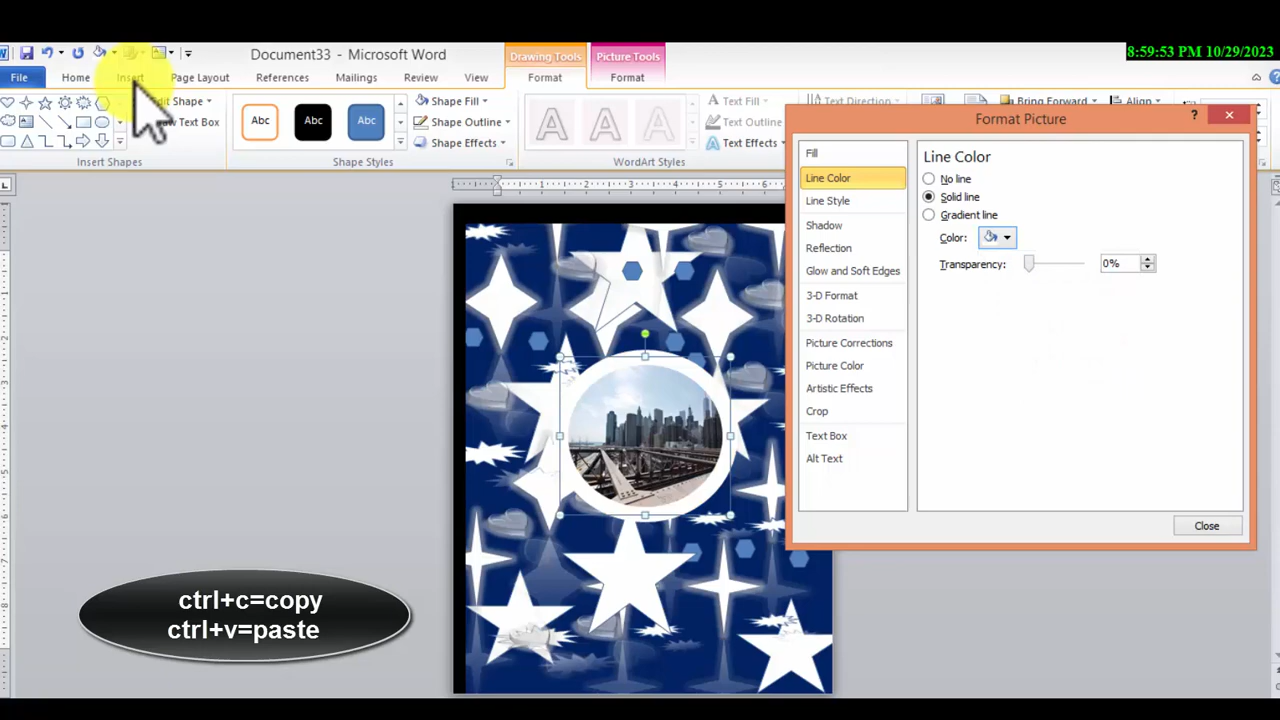 Document33 - Microsoft Word
Drawing Tools
Picture Tools
8:59:53 PM 10/29/2023
File
Home
Insert
Page Layout
References
Mailings
Review
View
Format
Format
Edit Shape
Text Box
Insert Shapes
Abc
Abc
Abc
Shape Fill
Shape Outline
Shape Effects
Shape Styles
Text Fill
Text Outline
Text Effects
WordArt Styles
Text Direction
Bring Forward
Align
Format Picture
Fill
Line Color
Line Style
Shadow
Reflection
Glow and Soft Edges
3-D Format
3-D Rotation
Picture Corrections
Picture Color
Artistic Effects
Crop
Text Box
Alt Text
Line Color
No line
Solid line
Gradient line
Color:
Transparency:
0%
Close
ctrl+c=copy
ctrl+v=paste